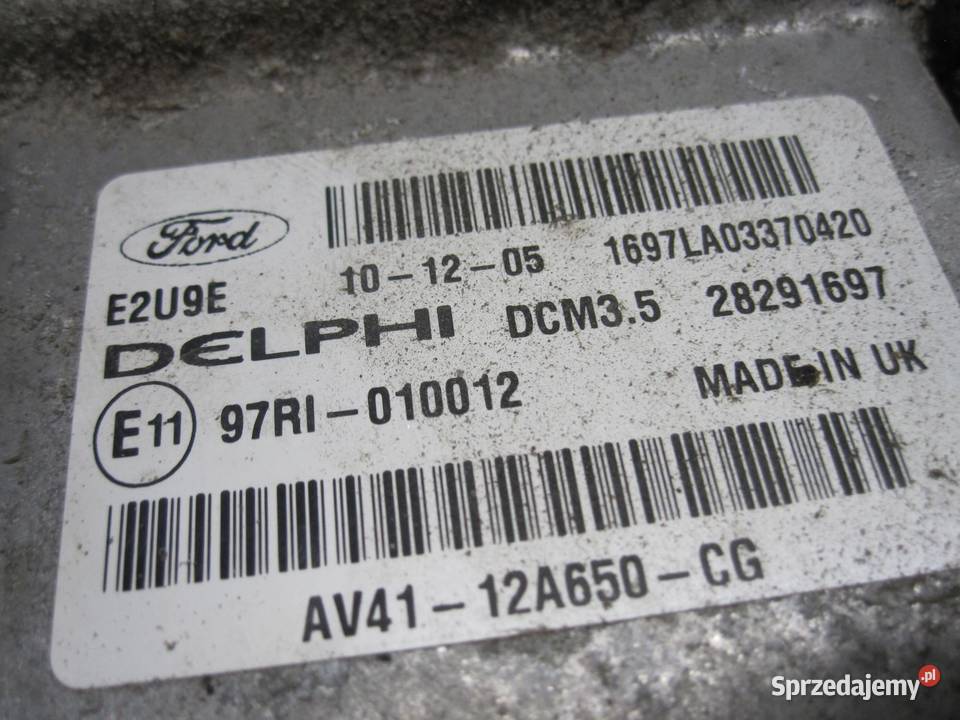 Ford
10-12-05 1697LA03370420
E2U9E
DELPHI DCM3.5 28291697
E11 97RI-010012 MADE IN UK
AV41-12A650-CG
Sprzedajemy.pl